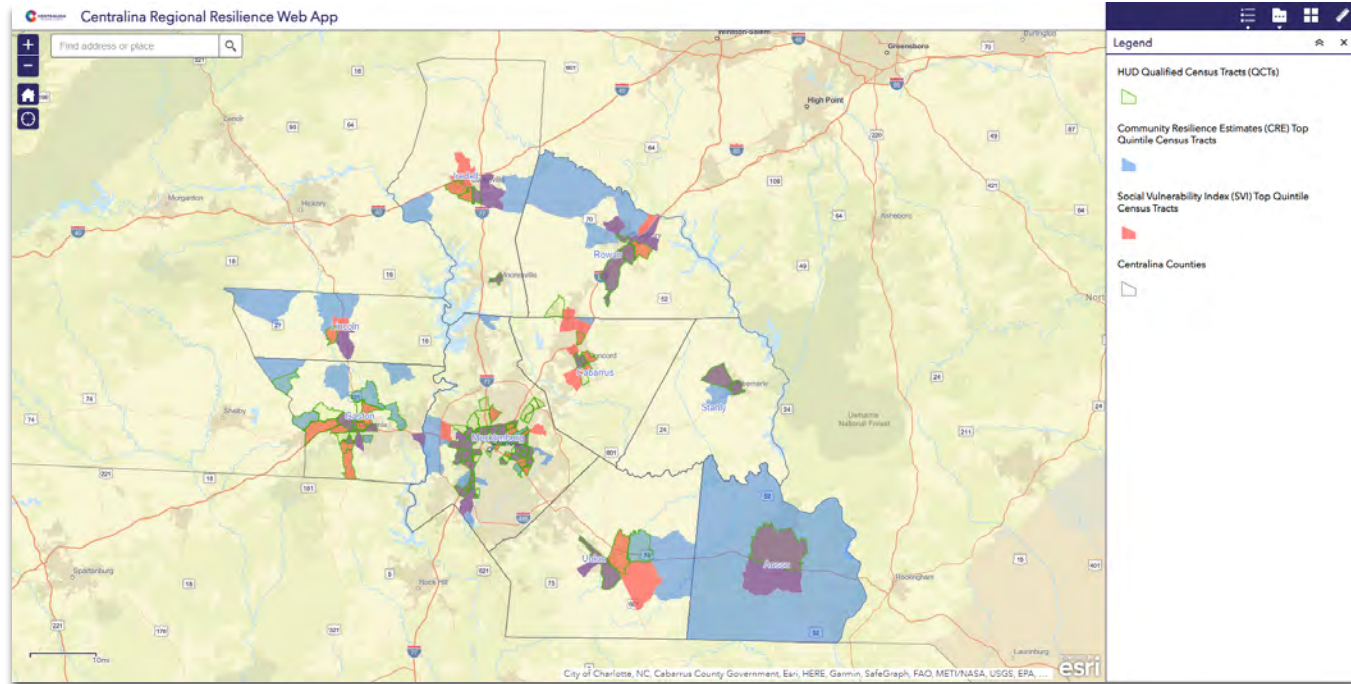 CENTRALINA
Centralina Regional Resilience Web App
Find address or place
Legend
HUD Qualified Census Tracts (QCTs)
Community Resilience Estimates (CRE) Top
Quintile Census Tracts
Social Vulnerability Index (SVI) Top Quintile
Census Tracts
Centralina Counties
Winston-Salem
Greensboro
Burlington
High Point
Lenoir
Morganton
Hickory
Iredell
Mooresville
Rowan
Asheboro
Lincoln
Concord
Cabarrus
Albemarle
Stanly
Shelby
Gaston
Mecklenburg
Uwharrie
National Forest
Union
Anson
Spartanburg
Rock Hill
Rockingham
Laurinburg
10mi
City of Charlotte, NC, Cabarrus County Government, Esri, HERE, Garmin, SafeGraph, FAO, METI/NASA, USGS, EPA, ...
esri